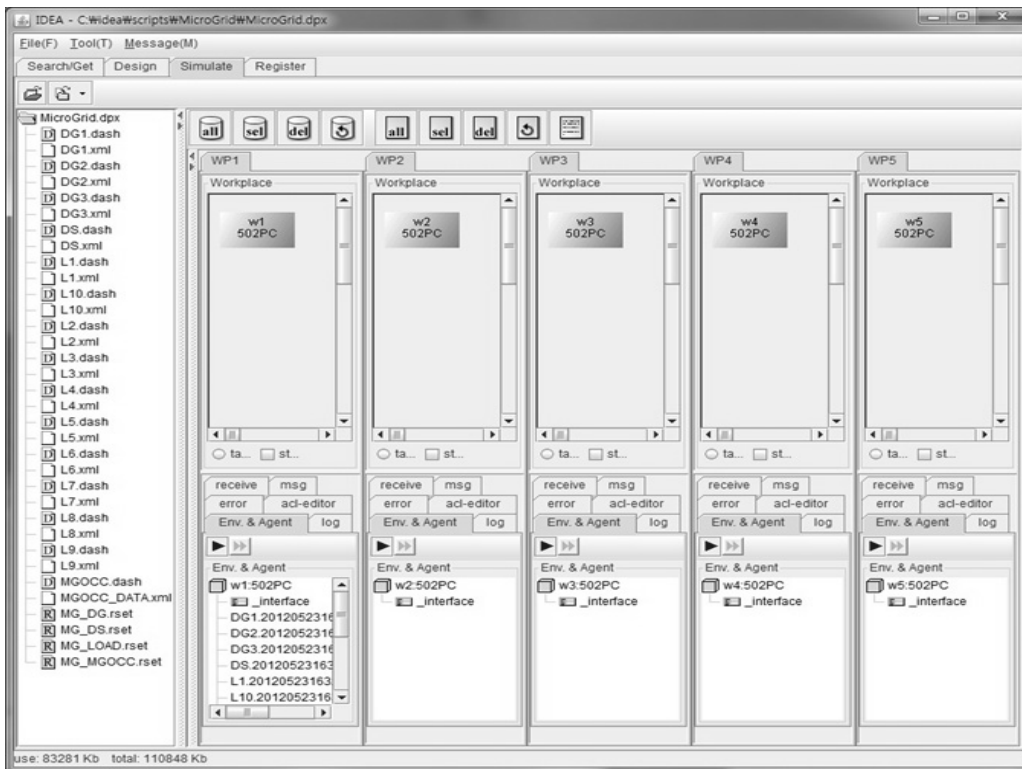 IDEA - C:₩idea₩scripts₩MicroGrid₩MicroGrid.dpx
File(F) Tool(T) Message(M)
Search/Get Design Simulate Register
MicroGrid.dpx
DG1.dash
DG1.xml
DG2.dash
DG2.xml
DG3.dash
DG3.xml
DS.dash
DS.xml
L1.dash
L1.xml
L10.dash
L10.xml
L2.dash
L2.xml
L3.dash
L3.xml
L4.dash
L4.xml
L5.dash
L5.xml
L6.dash
L6.xml
L7.dash
L7.xml
L8.dash
L8.xml
L9.dash
L9.xml
MGOCC.dash
MGOCC_DATA.xml
MG_DG.rset
MG_DS.rset
MG_LOAD.rset
MG_MGOCC.rset
all sel del all sel del
WP1 WP2 WP3 WP4 WP5
Workplace Workplace Workplace Workplace Workplace
w1 w2 w3 w4 w5
502PC 502PC 502PC 502PC 502PC
ta... st... ta... st... ta... st... ta... st... ta... st...
receive msg receive msg receive msg receive msg receive msg
error acl-editor error acl-editor error acl-editor error acl-editor error acl-editor
Env. & Agent log Env. & Agent log Env. & Agent log Env. & Agent log Env. & Agent log
Env. & Agent Env. & Agent Env. & Agent Env. & Agent Env. & Agent
w1:502PC w2:502PC w3:502PC w4:502PC w5:502PC
_interface _interface _interface _interface _interface
DG1.2012052316
DG2.2012052316
DG3.2012052316
DS.20120523163
L1.20120523163
L10.2012052316
use: 83281 Kb total: 110848 Kb